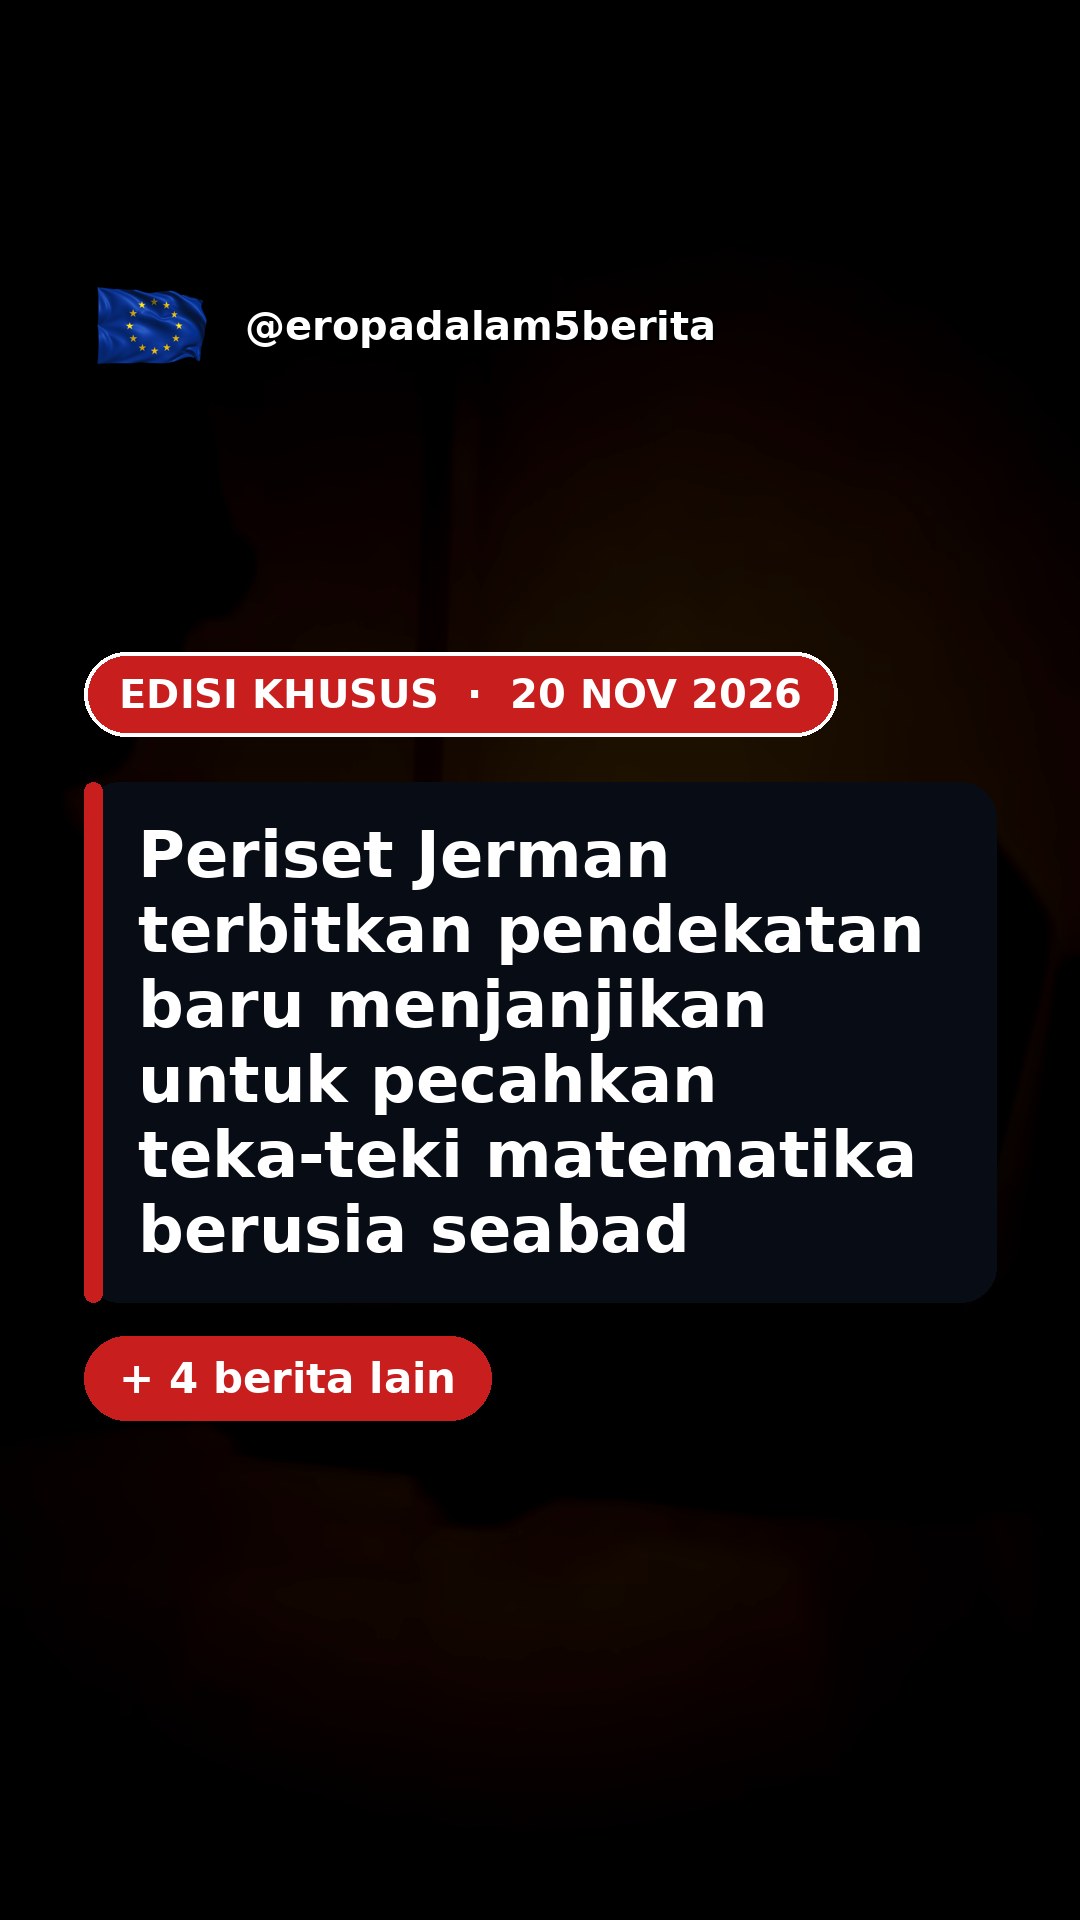 @eropadalam5berita
EDISI KHUSUS · 20 NOV 2026
Periset Jerman
terbitkan pendekatan
baru menjanjikan
untuk pecahkan
teka-teki matematika
berusia seabad
+ 4 berita lain